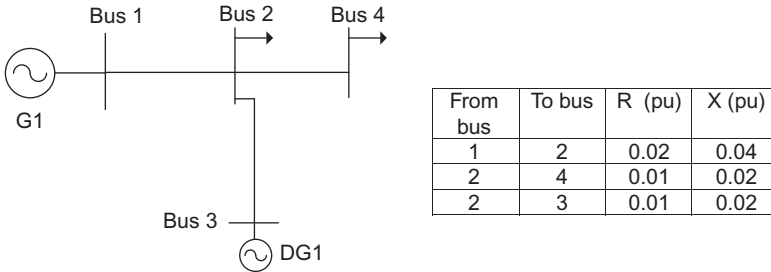 Bus 1
Bus 2
Bus 4
G1
Bus 3
DG1
From bus To bus R (pu) X (pu)
1 2 0.02 0.04
2 4 0.01 0.02
2 3 0.01 0.02